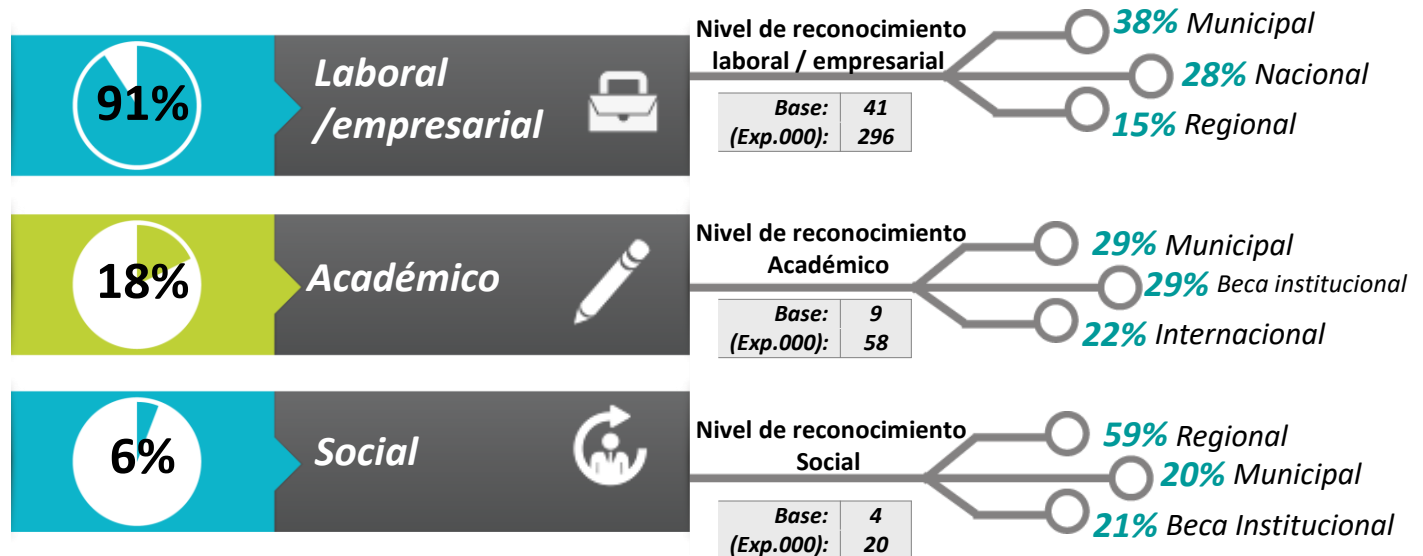 91%
Laboral
/empresarial
Nivel de reconocimiento
laboral / empresarial
Base: 41
(Exp.000): 296
38% Municipal
28% Nacional
15% Regional
18%
Académico
Nivel de reconocimiento
Académico
Base: 9
(Exp.000): 58
29% Municipal
29% Beca institucional
22% Internacional
6%
Social
Nivel de reconocimiento
Social
Base: 4
(Exp.000): 20
59% Regional
20% Municipal
21% Beca Institucional